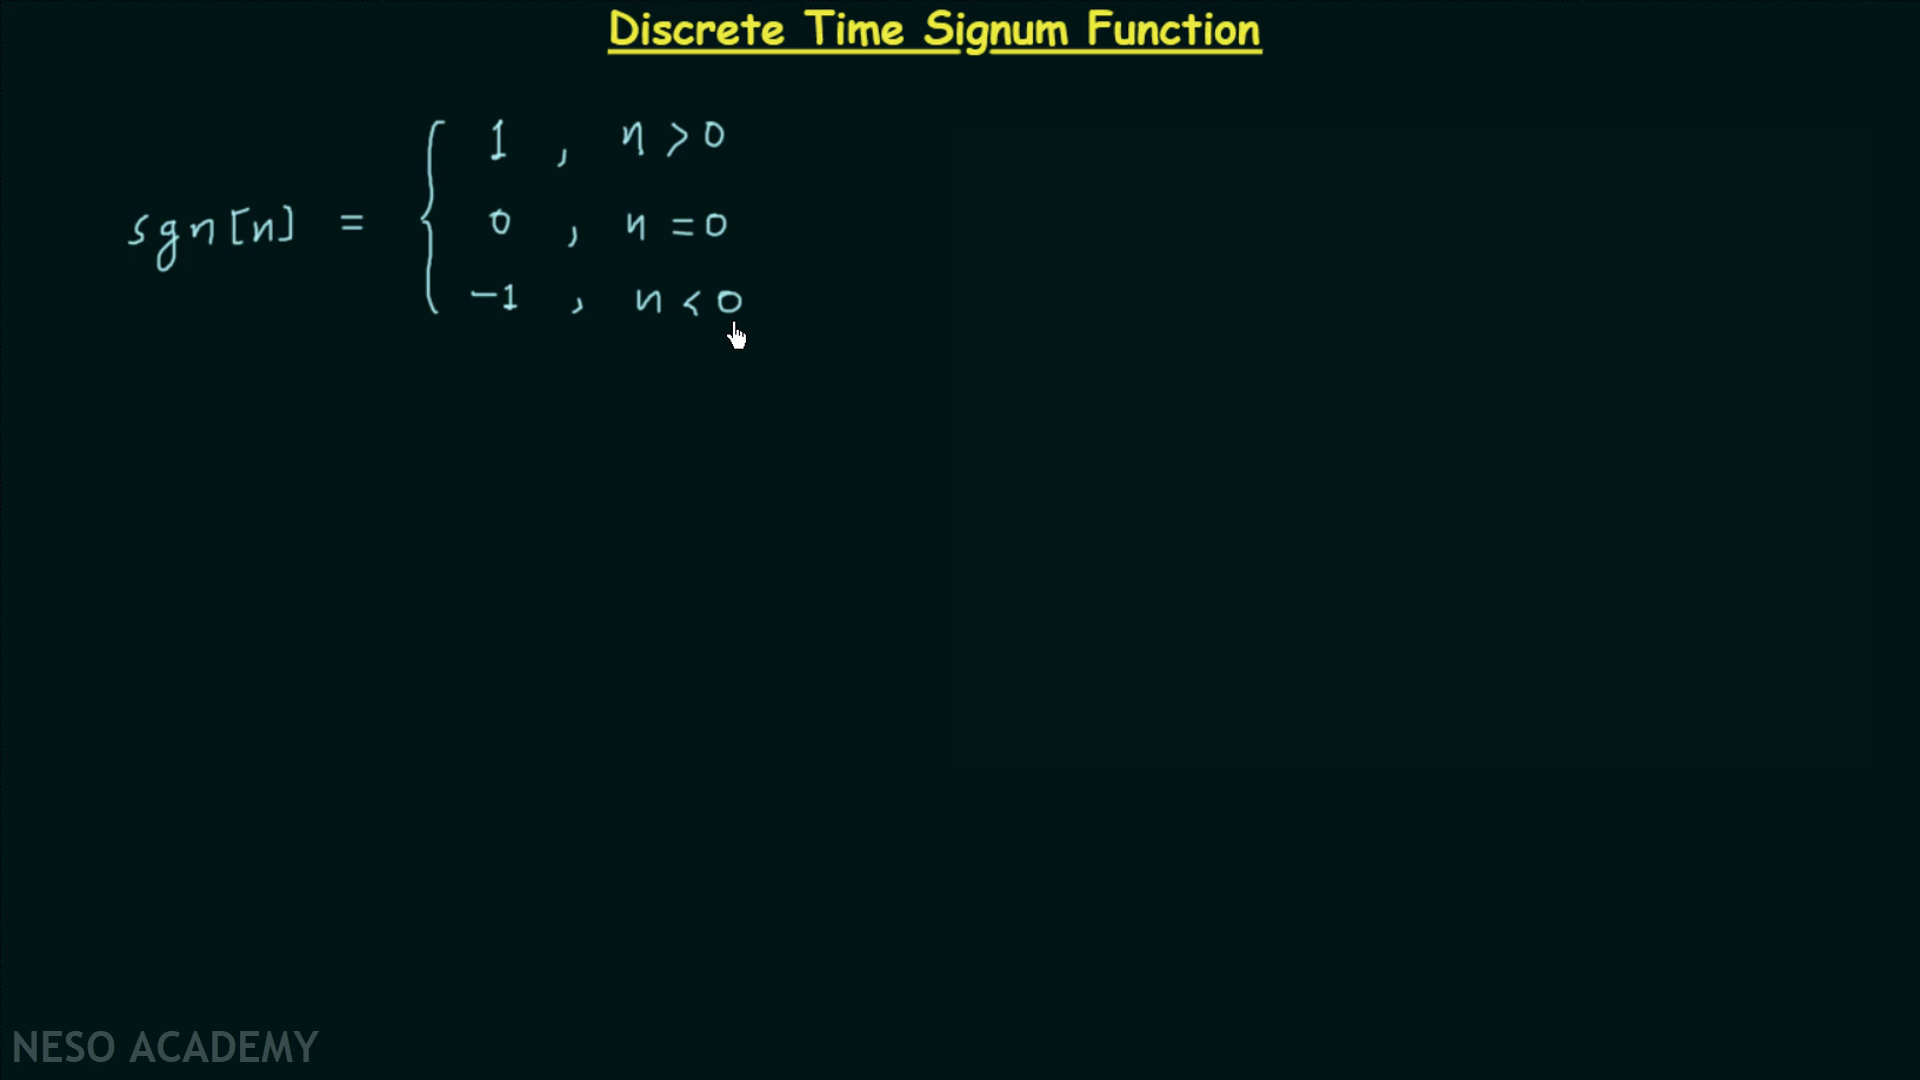 Discrete Time Signum Function
1 , n > 0
sgn[n] = { 0 , n = 0
-1 , n < 0
NESO ACADEMY